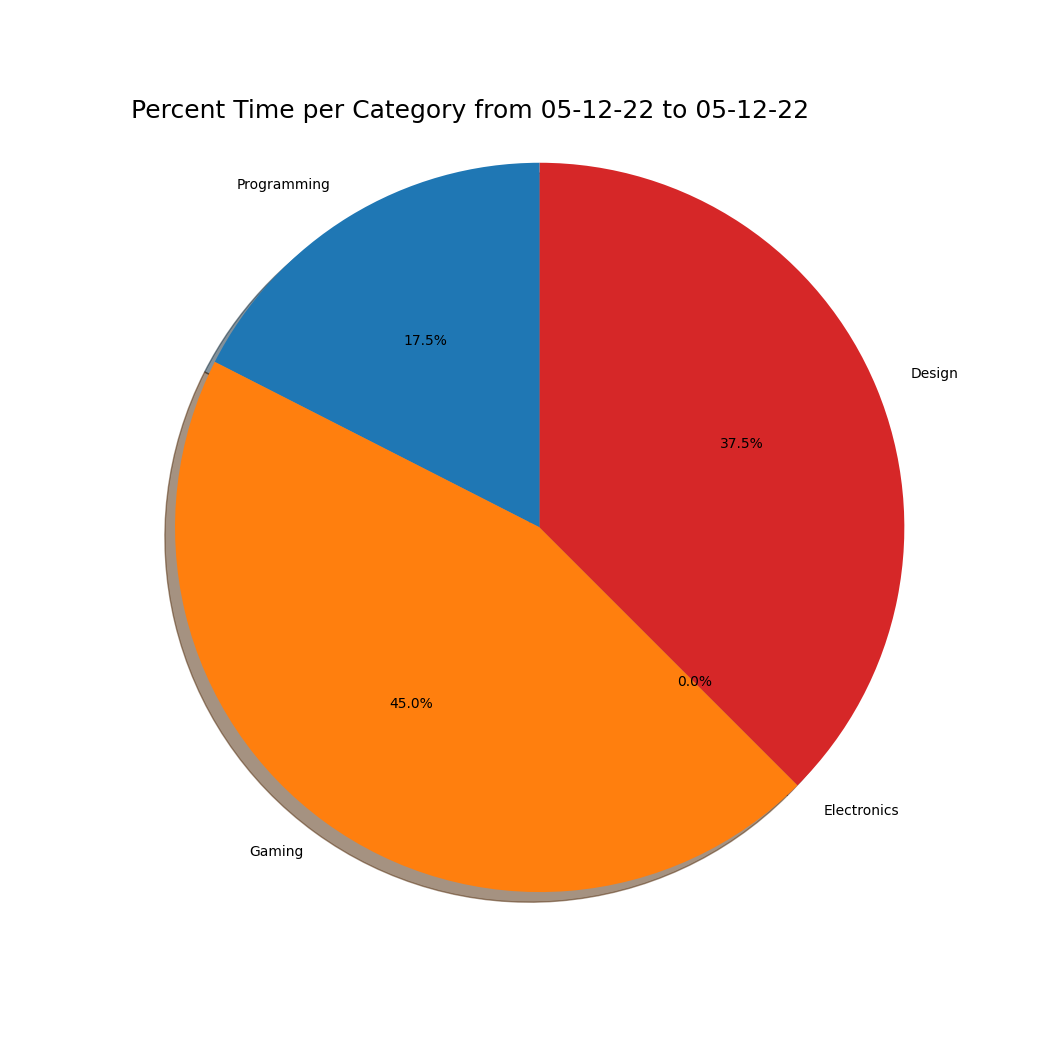 Percent Time per Category from 05-12-22 to 05-12-22
Programming
17.5%
Design
37.5%
0.0%
45.0%
Electronics
Gaming